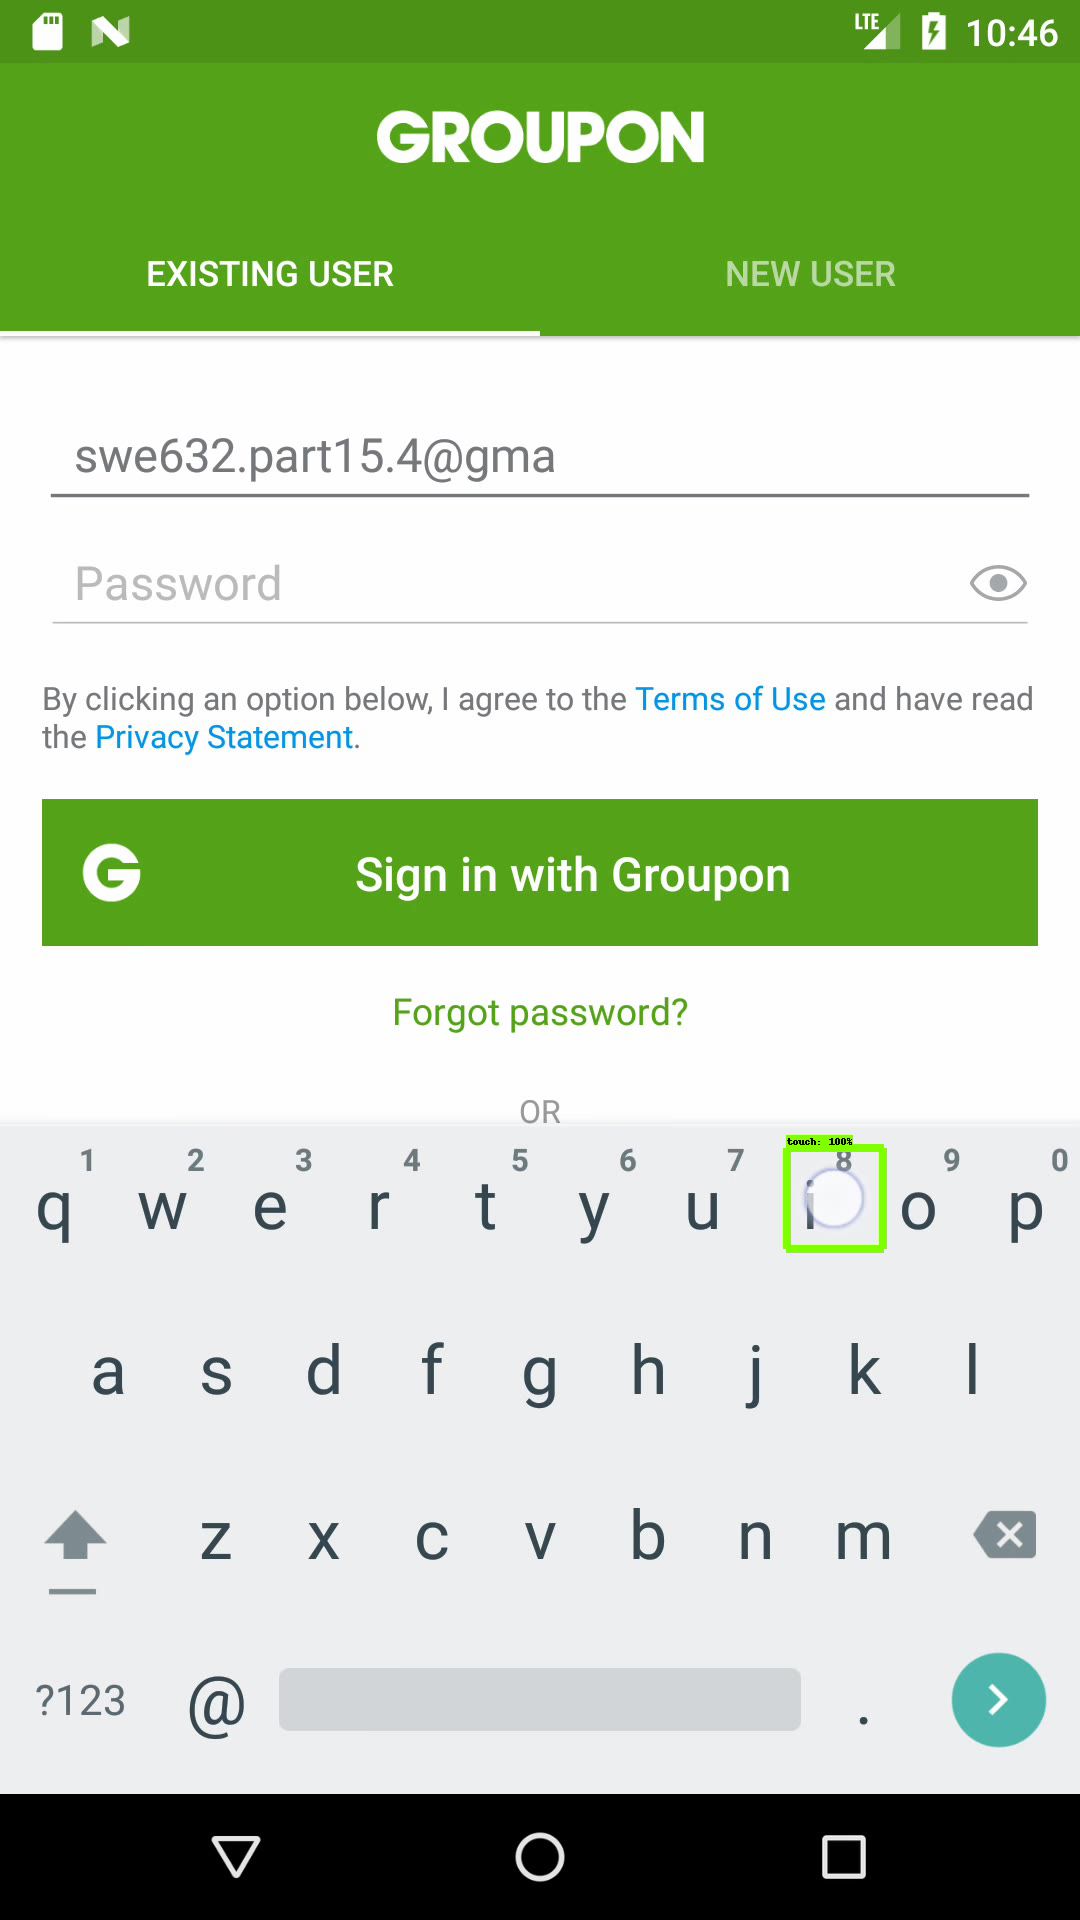 LTE 10:46
GROUPON
EXISTING USER NEW USER
swe632.part15.4@gma
Password
By clicking an option below, I agree to the Terms of Use and have read
the Privacy Statement.
G Sign in with Groupon
Forgot password?
OR
touch: 100%
1 2 3 4 5 6 7 8 9 0
q w e r t y u i o p
a s d f g h j k l
z x c v b n m
?123 @ .